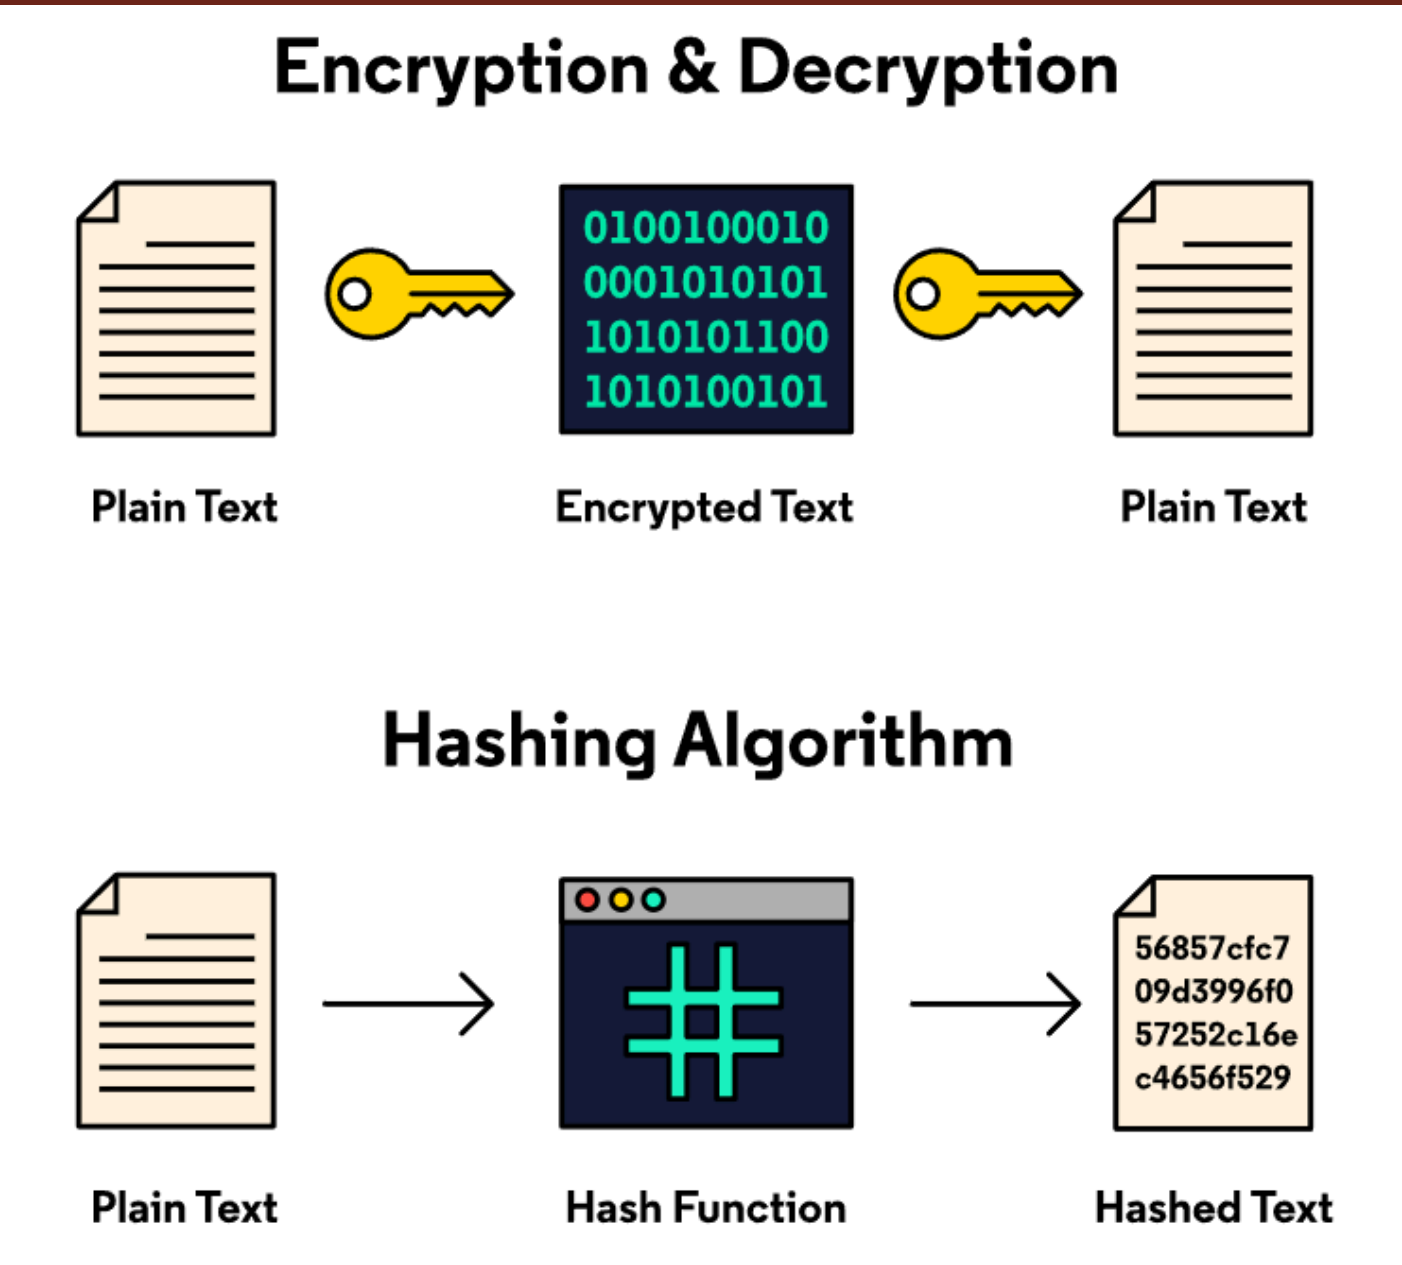 Encryption & Decryption
0100100010
0001010101
1010101100
1010100101
Plain Text
Encrypted Text
Plain Text
Hashing Algorithm
56857cfc7
09d3996f0
57252c16e
c4656f529
Plain Text
Hash Function
Hashed Text